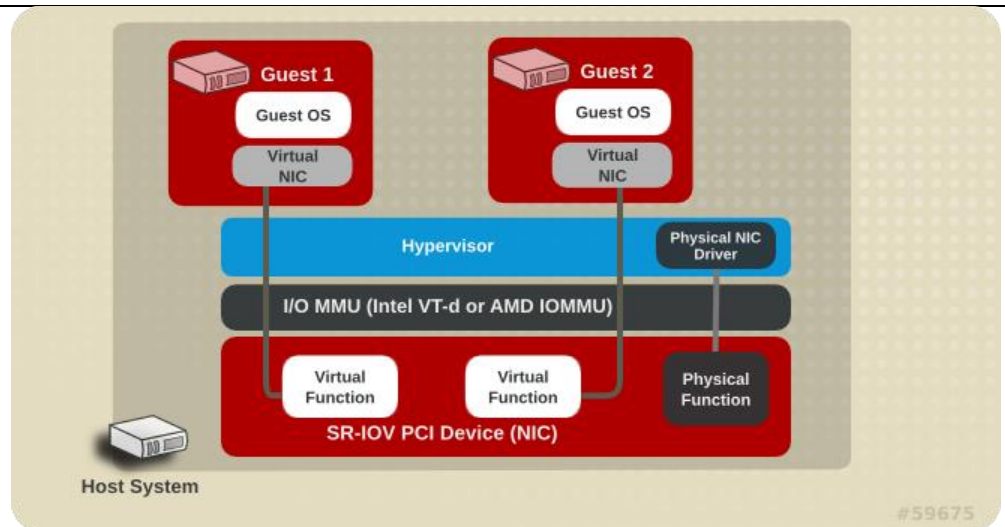 Guest 1
Guest OS
Virtual
NIC
Guest 2
Guest OS
Virtual
NIC
Hypervisor
Physical NIC
Driver
I/O MMU (Intel VT-d or AMD IOMMU)
Virtual
Function
Virtual
Function
Physical
Function
SR-IOV PCI Device (NIC)
Host System
#59675